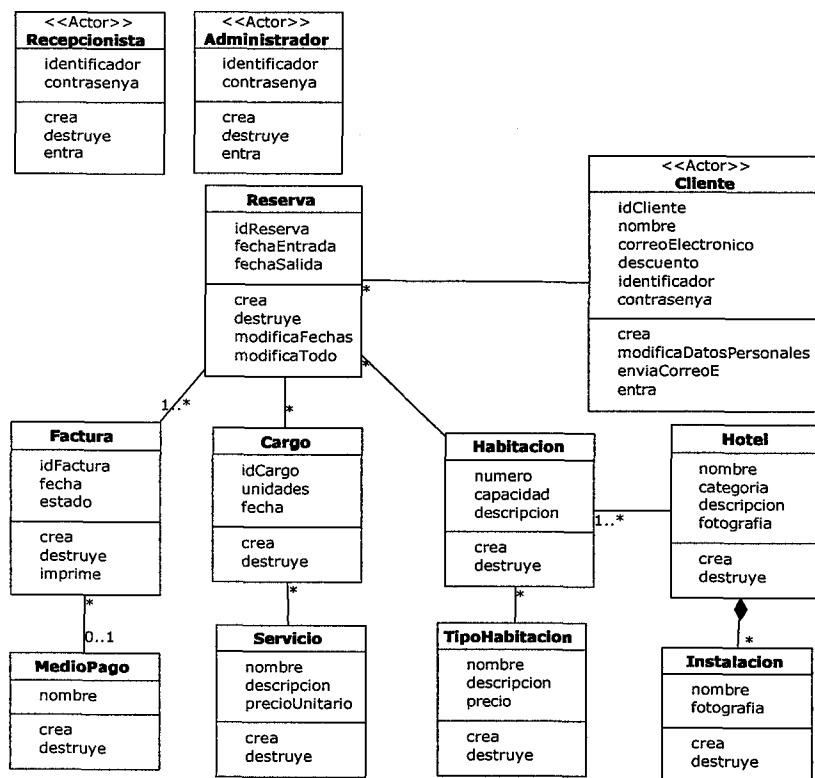 <<Actor>>
Recepcionista
identificador
contrasenya
crea
destruye
entra
<<Actor>>
Administrador
identificador
contrasenya
crea
destruye
entra
<<Actor>>
Cliente
idCliente
nombre
correoElectronico
descuento
identificador
contrasenya
crea
modificaDatosPersonales
enviaCorreoE
entra
Reserva
idReserva
fechaEntrada
fechaSalida
crea
destruye
modificaFechas
modificaTodo
*
*
1..*
*
Factura
idFactura
fecha
estado
crea
destruye
imprime
*
0..1
Cargo
idCargo
unidades
fecha
crea
destruye
*
Habitacion
numero
capacidad
descripcion
crea
destruye
1..*
*
Hotel
nombre
categoria
descripcion
fotografia
crea
destruye
*
MedioPago
nombre
crea
destruye
Servicio
nombre
descripcion
precioUnitario
crea
destruye
TipoHabitacion
nombre
descripcion
precio
crea
destruye
Instalacion
nombre
fotografia
crea
destruye